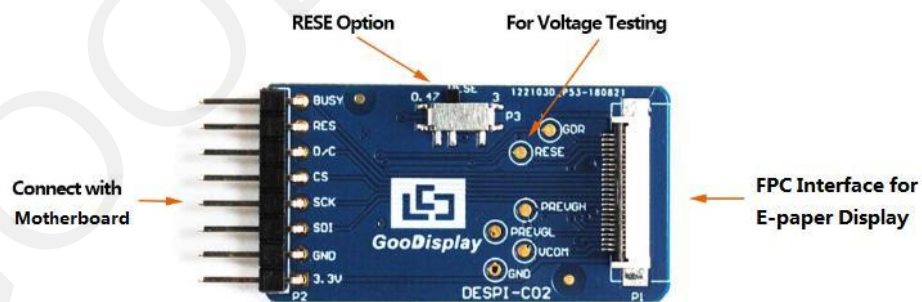 RESE Option
For Voltage Testing
RESE
0.47
3
1221030
P53-180821
P3
BUSY
RES
D/C
CS
SCK
SDI
GND
3.3V
P2
GDR
RESE
PREVGH
PREVGL
VCOM
GND
GooDisplay
DESPI-C02
P1
Connect with
Motherboard
FPC Interface for
E-paper Display